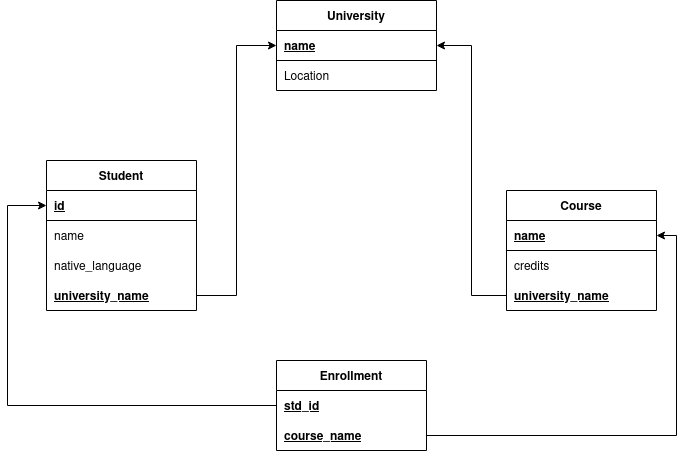 University
name
Location
Student
id
name
native_language
university_name
Course
name
credits
university_name
Enrollment
std_id
course_name